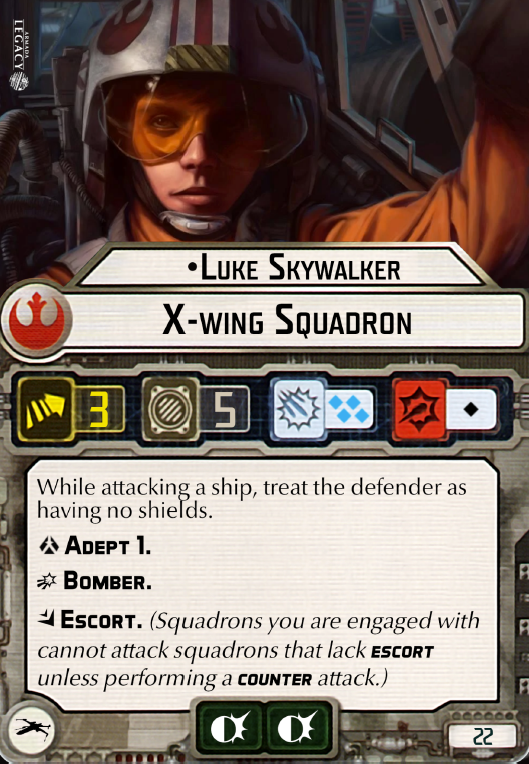 ARMADA
LEGACY
•Luke Skywalker
X-wing Squadron
3 5
While attacking a ship, treat the defender as
having no shields.
Adept 1.
Bomber.
Escort. (Squadrons you are engaged with
cannot attack squadrons that lack escort
unless performing a counter attack.)
22